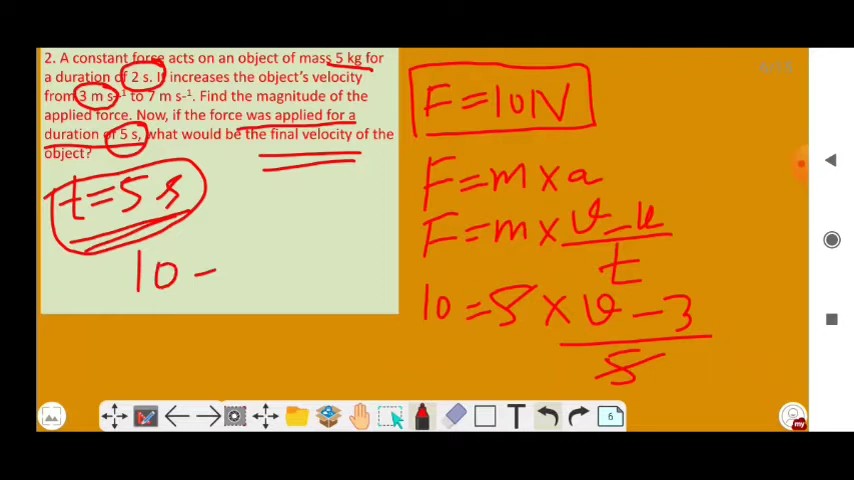 2. A constant force acts on an object of mass 5 kg for
a duration of 2 s. It increases the object's velocity
from 3 m s-¹ to 7 m s-¹. Find the magnitude of the
applied force. Now, if the force was applied for a
duration of 5 s, what would be the final velocity of the
object?
t=5 s
10 -
F=10N
F=m×a
F=m×v-u
t
10=5×v-3
5
6/15
T
6
my